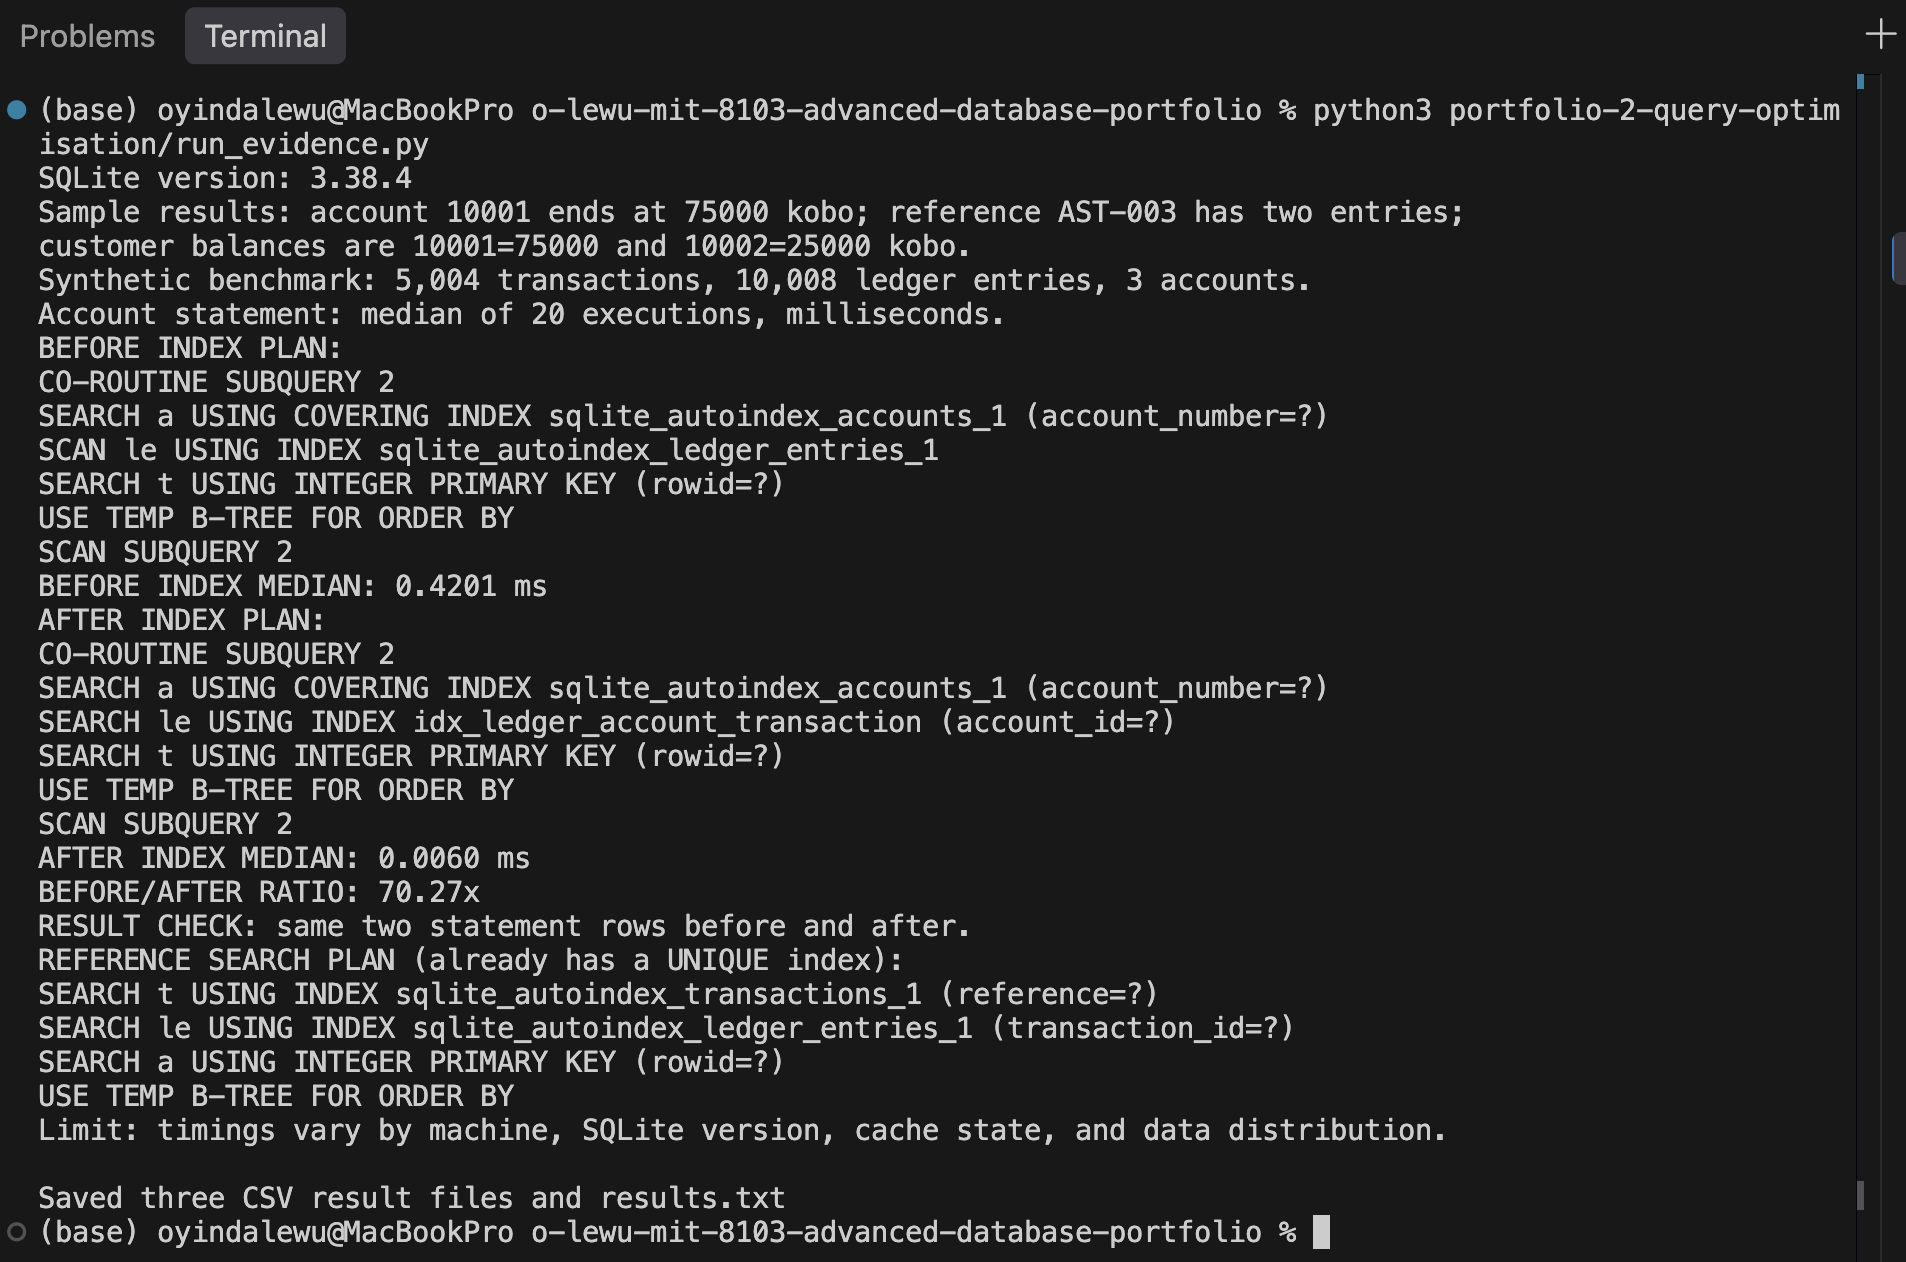 Problems Terminal
(base) oyindalewu@MacBookPro o-lewu-mit-8103-advanced-database-portfolio % python3 portfolio-2-query-optim
isation/run_evidence.py
SQLite version: 3.38.4
Sample results: account 10001 ends at 75000 kobo; reference AST-003 has two entries;
customer balances are 10001=75000 and 10002=25000 kobo.
Synthetic benchmark: 5,004 transactions, 10,008 ledger entries, 3 accounts.
Account statement: median of 20 executions, milliseconds.
BEFORE INDEX PLAN:
CO-ROUTINE SUBQUERY 2
SEARCH a USING COVERING INDEX sqlite_autoindex_accounts_1 (account_number=?)
SCAN le USING INDEX sqlite_autoindex_ledger_entries_1
SEARCH t USING INTEGER PRIMARY KEY (rowid=?)
USE TEMP B-TREE FOR ORDER BY
SCAN SUBQUERY 2
BEFORE INDEX MEDIAN: 0.4201 ms
AFTER INDEX PLAN:
CO-ROUTINE SUBQUERY 2
SEARCH a USING COVERING INDEX sqlite_autoindex_accounts_1 (account_number=?)
SEARCH le USING INDEX idx_ledger_account_transaction (account_id=?)
SEARCH t USING INTEGER PRIMARY KEY (rowid=?)
USE TEMP B-TREE FOR ORDER BY
SCAN SUBQUERY 2
AFTER INDEX MEDIAN: 0.0060 ms
BEFORE/AFTER RATIO: 70.27x
RESULT CHECK: same two statement rows before and after.
REFERENCE SEARCH PLAN (already has a UNIQUE index):
SEARCH t USING INDEX sqlite_autoindex_transactions_1 (reference=?)
SEARCH le USING INDEX sqlite_autoindex_ledger_entries_1 (transaction_id=?)
SEARCH a USING INTEGER PRIMARY KEY (rowid=?)
USE TEMP B-TREE FOR ORDER BY
Limit: timings vary by machine, SQLite version, cache state, and data distribution.
Saved three CSV result files and results.txt
(base) oyindalewu@MacBookPro o-lewu-mit-8103-advanced-database-portfolio %